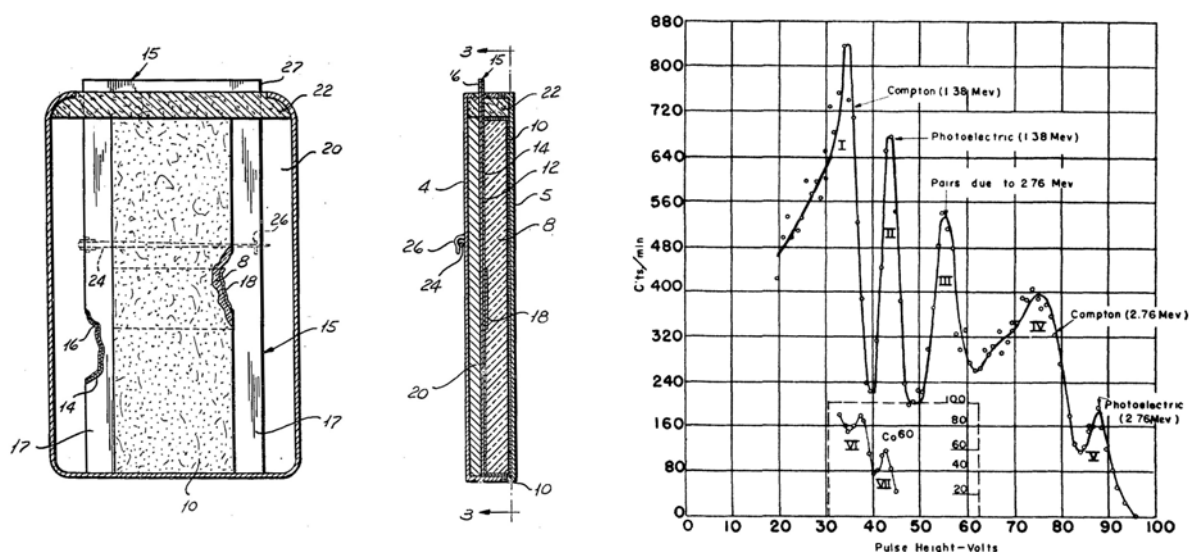 15
27
22
20
26
24
8
18
16
15
14
17
17
10
3
15
16
22
10
14
4
12
5
26
8
24
18
20
10
3
880
800
720
640
560
480
400
320
240
160
80
0
C'ts/min
Compton (1.38 Mev)
I
Photoelectric
(1.38 Mev)
Pairs due to 2.76 Mev
II
III
IV
Compton (2.76 Mev)
Photoelectric
(2.76 Mev)
V
100
80
60
40
20
VI
Co60
VII
0 10 20 30 40 50 60 70 80 90 100
Pulse Height-Volts